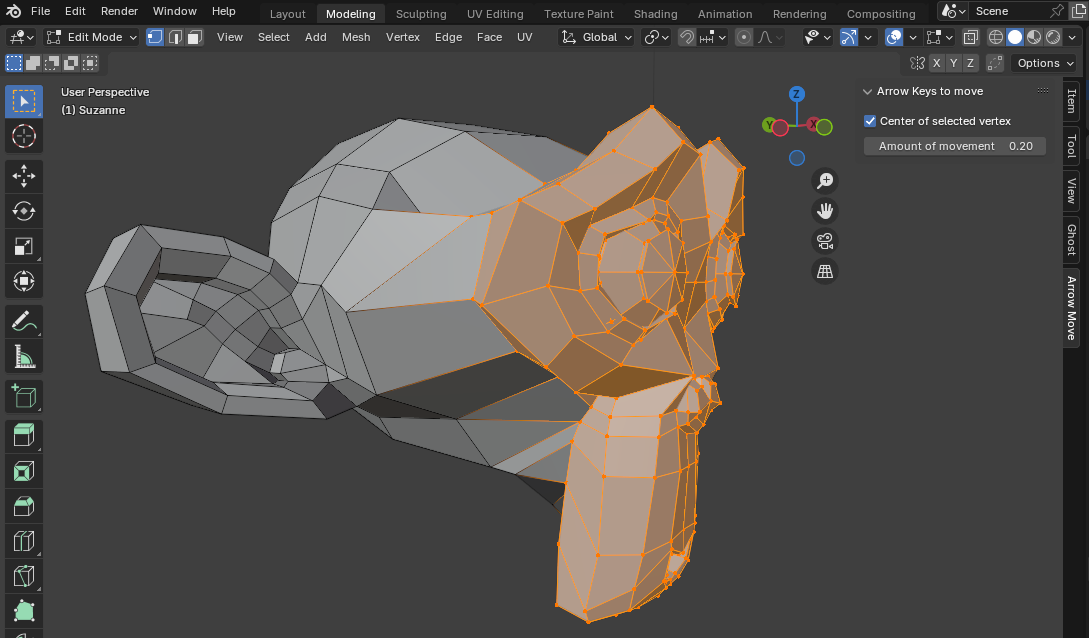 File Edit Render Window Help Layout Modeling Sculpting UV Editing Texture Paint Shading Animation Rendering Compositing Scene
Edit Mode View Select Add Mesh Vertex Edge Face UV Global
X Y Z Options
User Perspective
(1) Suzanne
Z
Y
X
Arrow Keys to move
Center of selected vertex
Amount of movement 0.20
Item
Tool
View
Ghost
Arrow Move